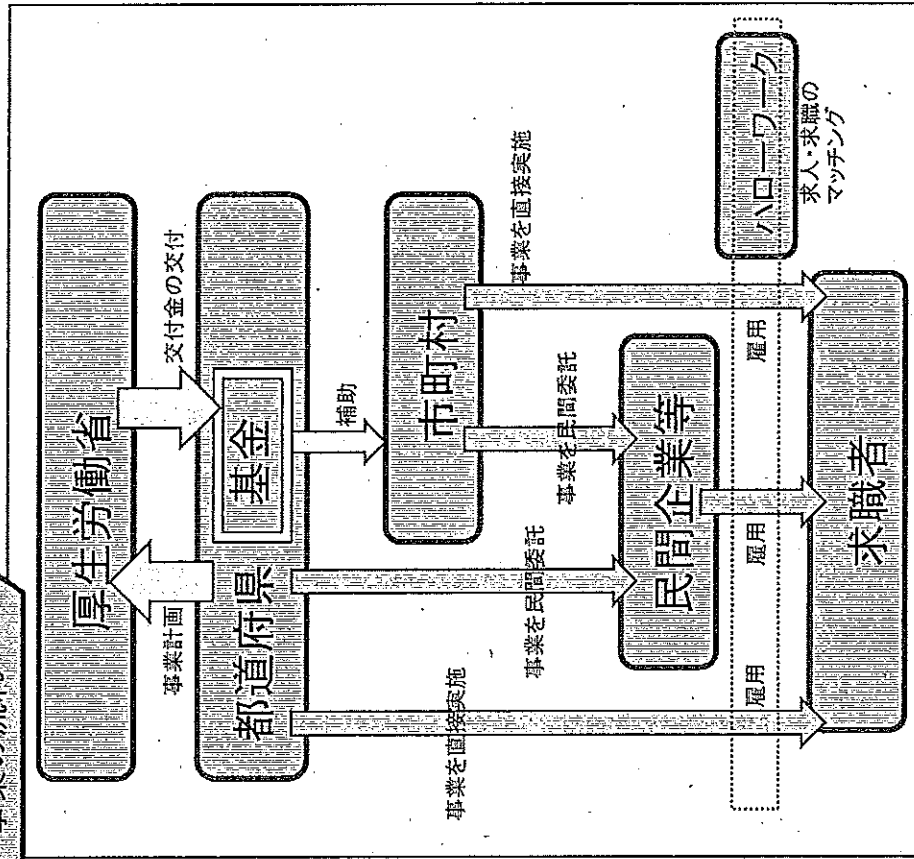 厚生労働省
事業計画
交付金の交付
都道府県
基金
補助
市町村
事業を直接実施
事業を民間委託
事業を民間委託
事業を直接実施
民間企業等
雇用
雇用
雇用
ハローワーク
求人・求職の
マッチング
求職者